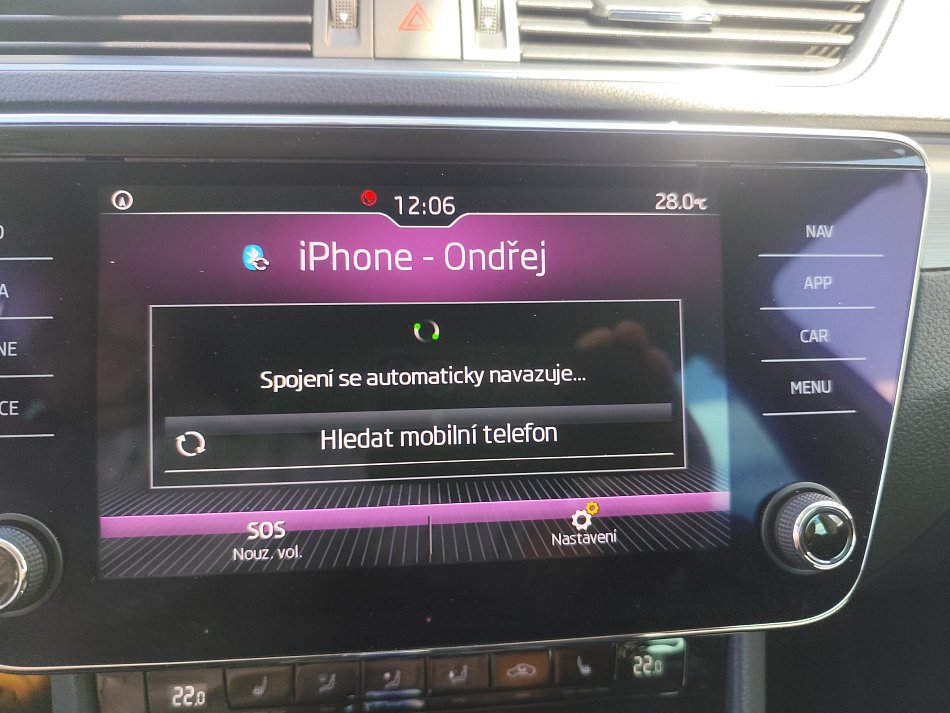 12:06
28.0°C
iPhone - Ondřej
Spojení se automaticky navazuje...
Hledat mobilní telefon
SOS
Nouz. vol.
Nastavení
NAV
APP
CAR
MENU
22.0
22.0